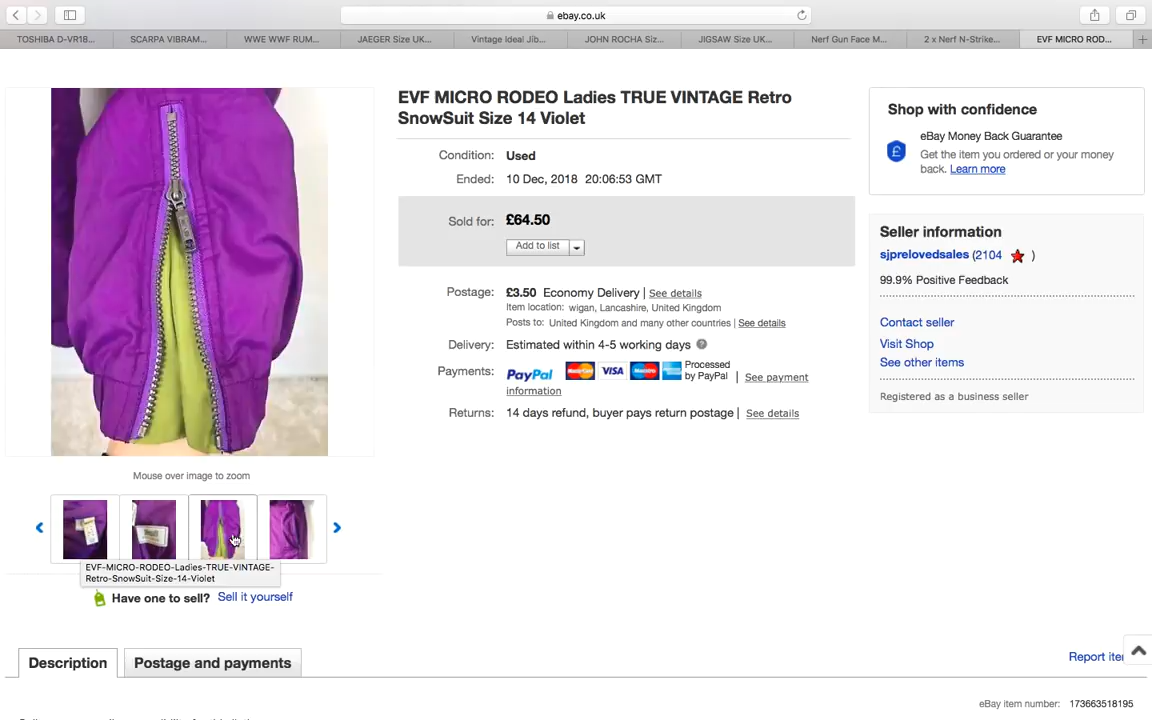 ebay.co.uk
TOSHIBA D-VR18...
SCARPA VIBRAM...
WWE WWF RUM...
JAEGER Size UK...
Vintage Ideal Jib...
JOHN ROCHA Siz...
JIGSAW Size UK...
Nerf Gun Face M...
2 x Nerf N-Strike...
EVF MICRO ROD...
EVF MICRO RODEO Ladies TRUE VINTAGE Retro
SnowSuit Size 14 Violet
Condition: Used
Ended: 10 Dec, 2018 20:06:53 GMT
Sold for: £64.50
Add to list
Postage: £3.50 Economy Delivery | See details
Item location: wigan, Lancashire, United Kingdom
Posts to: United Kingdom and many other countries | See details
Delivery: Estimated within 4-5 working days
Payments: PayPal MasterCard VISA Maestro Processed
by PayPal | See payment
information
Returns: 14 days refund, buyer pays return postage | See details
Shop with confidence
eBay Money Back Guarantee
Get the item you ordered or your money
back. Learn more
Seller information
sjprelovedsales (2104 )
99.9% Positive Feedback
Contact seller
Visit Shop
See other items
Registered as a business seller
Mouse over image to zoom
EVF-MICRO-RODEO-Ladies-TRUE-VINTAGE-
Retro-SnowSuit-Size-14-Violet
Have one to sell? Sell it yourself
Description
Postage and payments
Report iter
eBay item number: 173663518195